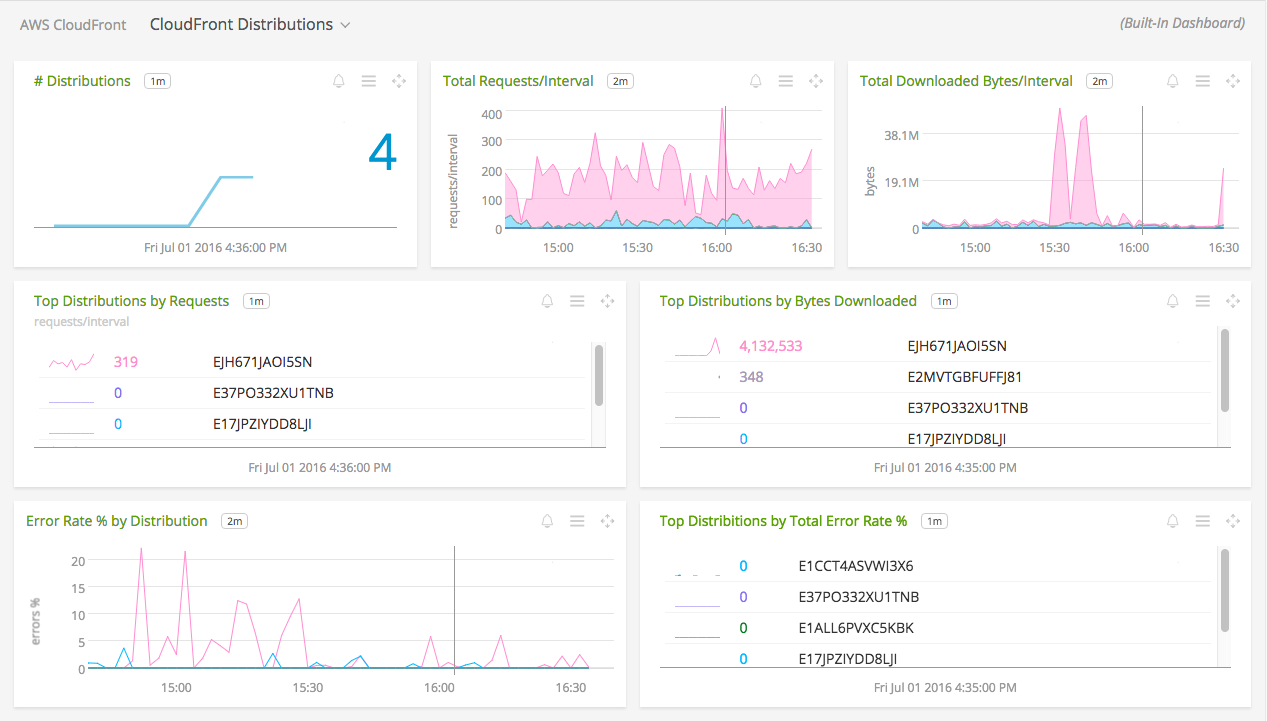 AWS CloudFront CloudFront Distributions (Built-In Dashboard)
# Distributions 1m
4
Fri Jul 01 2016 4:36:00 PM
Total Requests/Interval 2m
requests/interval
400
300
200
100
0
15:00 15:30 16:00 16:30
Total Downloaded Bytes/Interval 2m
bytes
38.1M
19.1M
0
15:00 15:30 16:00 16:30
Top Distributions by Requests 1m
requests/interval
319 EJH671JAOI5SN
0 E37PO332XU1TNB
0 E17JPZIYDD8LJI
Fri Jul 01 2016 4:36:00 PM
Top Distributions by Bytes Downloaded 1m
4,132,533 EJH671JAOI5SN
348 E2MVTGBFUFFJ81
0 E37PO332XU1TNB
0 E17JPZIYDD8LJI
Fri Jul 01 2016 4:35:00 PM
Error Rate % by Distribution 2m
errors %
20
15
10
5
0
15:00 15:30 16:00 16:30
Top Distribitions by Total Error Rate % 1m
0 E1CCT4ASVWI3X6
0 E37PO332XU1TNB
0 E1ALL6PVXC5KBK
0 E17JPZIYDD8LJI
Fri Jul 01 2016 4:35:00 PM